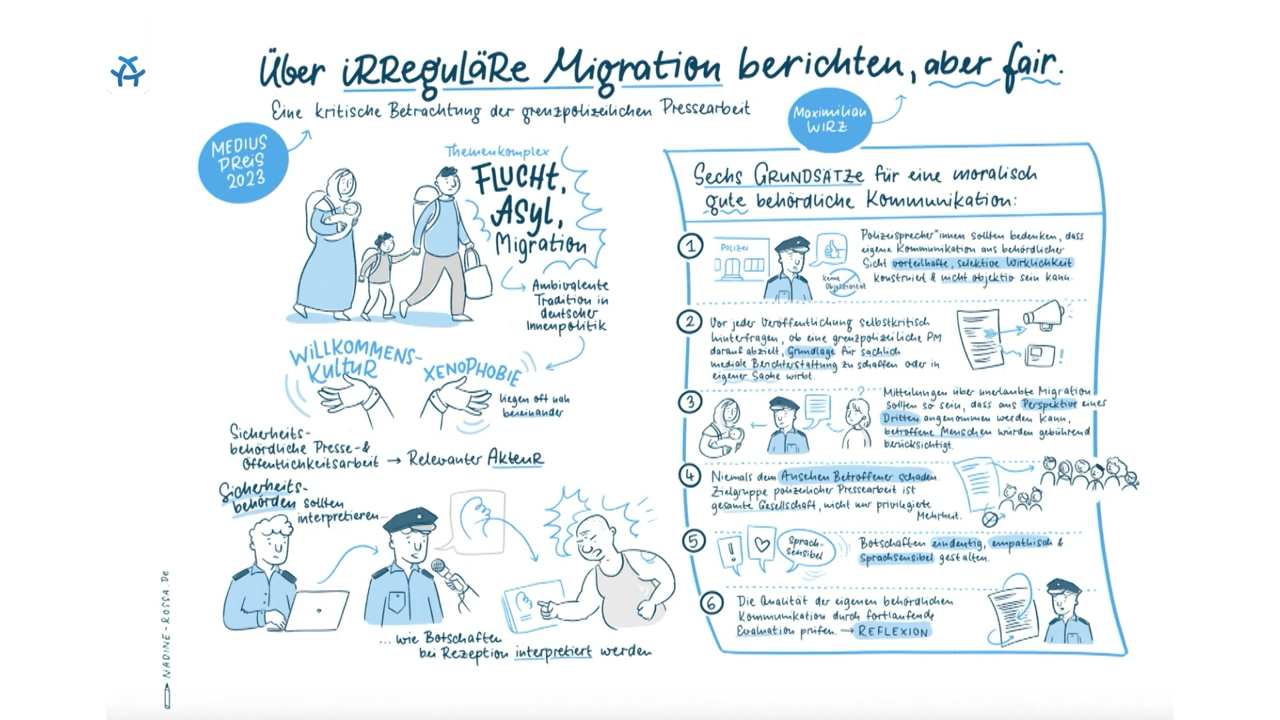 Über iRReguläRe Migration berichten, aber fair.
Eine kritische Betrachtung der grenzpolizeilichen Pressearbeit
Maximilian
WIRZ
MEDIUS
PREIS
2023
Themenkomplex
FLUCHT,
ASyl,
Migration
Ambivalente
Tradition in
deutscher
Innenpolitik
WiLLKOMMENS-
KulTuR
XENOPHOBIE
liegen oft nah
beieinander
Sicherheits-
behördliche Presse- &
Öffentlichkeitsarbeit → Relevanter AKteuR
Sicherheits-
behörden sollten
interpretieren...
... wie Botschaften
bei Rezeption interpretiert werden
NADINE-ROSSA.De
Sechs GRUNDSÄTZE für eine moralisch
gute behördliche Kommunikation:
1
Polizei
keine
Objektivität
Polizeisprecher*innen sollten bedenken, dass
eigene Kommunikation aus behördlicher
Sicht vorteilhafte, selektive Wirklichkeit
konstruiert & nicht objektiv sein kann.
2
Vor jeder Veröffentlichung selbstkritisch
hinterfragen, ob eine grenzpolizeiliche PM
darauf abzielt, Grundlage für sachlich
mediale Berichterstattung zu schaffen oder in
eigener Sache wirbt.
!
3
?
Mitteilungen über unerlaubte Migration
sollten so sein, dass aus Perspektive eines
Dritten angenommen werden kann,
betroffene Menschen würden gebührend
berücksichtigt.
4
Niemals dem Ansehen Betroffener schaden.
Zielgruppe polizeilicher Pressearbeit ist
gesamte Gesellschaft, nicht nur privilegierte
Mehrheit.
5
!
Sprach-
sensibel
Botschaften eindeutig, empathisch &
sprachsensibel gestalten.
6
Die Qualität der eigenen behördlichen
Kommunikation durch fortlaufende
Evaluation prüfen. → REFLEXION